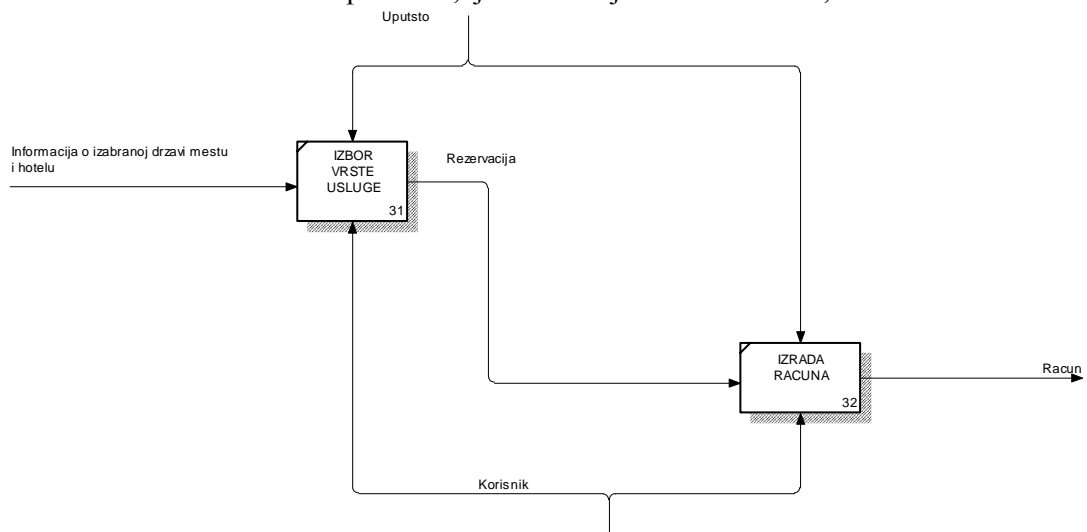 Uputsto
Informacija o izabranoj drzavi mestu
i hotelu
IZBOR
VRSTE
USLUGE
31
Rezervacija
IZRADA
RACUNA
32
Racun
Korisnik